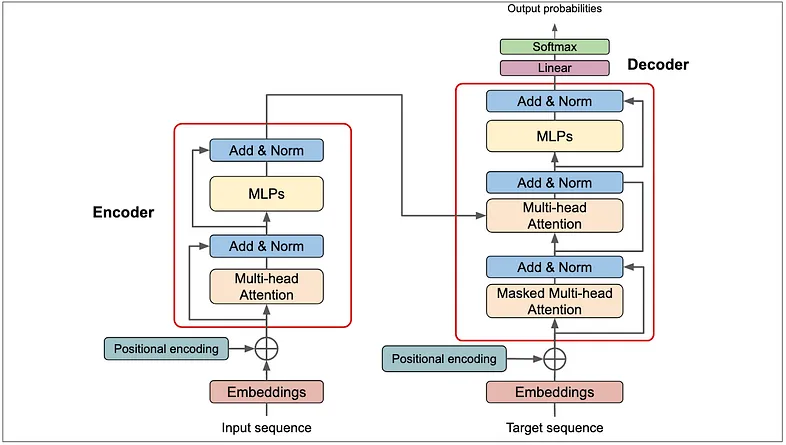 Output probabilities
Softmax
Linear
Decoder
Add & Norm
MLPs
Add & Norm
Multi-head
Attention
Add & Norm
Masked Multi-head
Attention
Positional encoding
Embeddings
Target sequence
Encoder
Add & Norm
MLPs
Add & Norm
Multi-head
Attention
Positional encoding
Embeddings
Input sequence